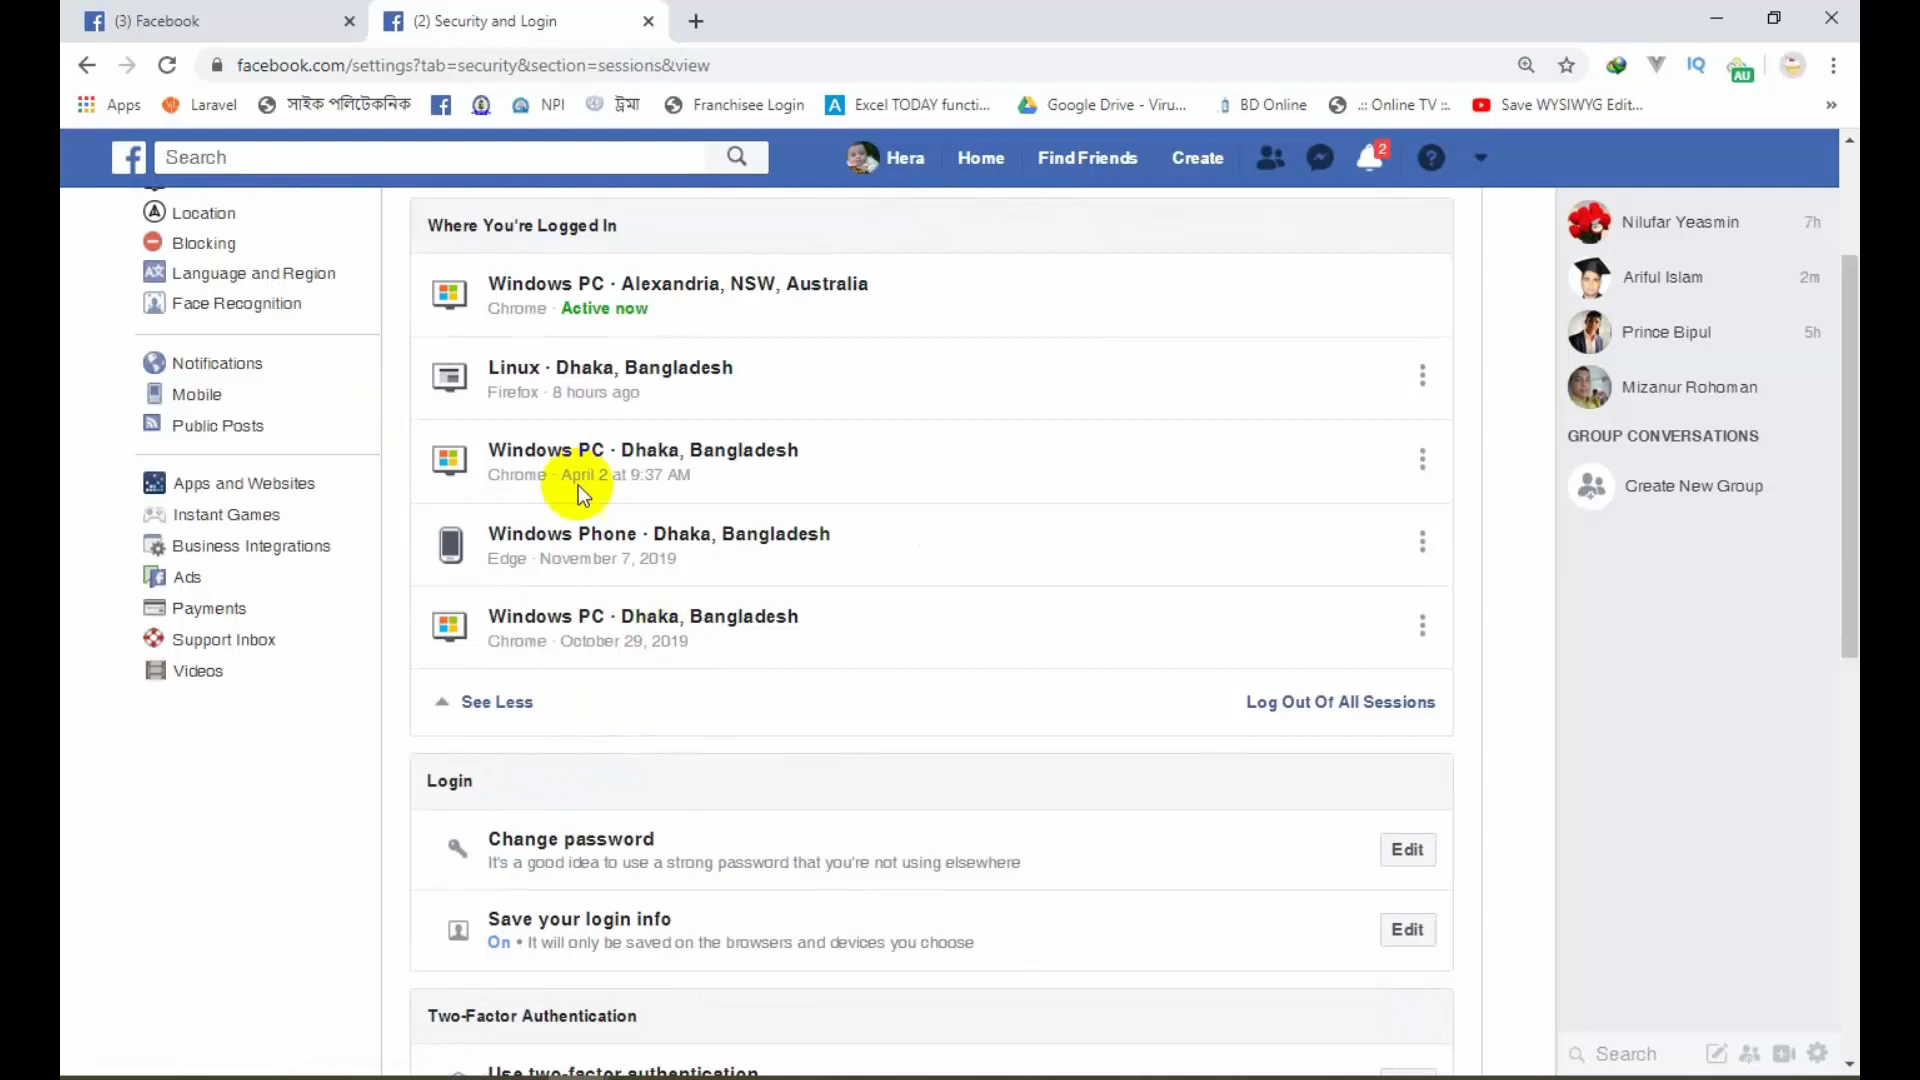 (3) Facebook
(2) Security and Login
facebook.com/settings?tab=security&section=sessions&view
IQ
AU
Apps
Laravel
সাইক পলিটেকনিক
NPI
ট্রমা
Franchisee Login
Excel TODAY functi...
Google Drive - Viru...
BD Online
.:: Online TV ::.
Save WYSIWYG Edit...
»
Search
Hera
Home
Find Friends
Create
2
Location
Blocking
Language and Region
Face Recognition
Notifications
Mobile
Public Posts
Apps and Websites
Instant Games
Business Integrations
Ads
Payments
Support Inbox
Videos
Where You're Logged In
Windows PC · Alexandria, NSW, Australia
Chrome · Active now
Linux · Dhaka, Bangladesh
Firefox · 8 hours ago
Windows PC · Dhaka, Bangladesh
Chrome · April 2 at 9:37 AM
Windows Phone · Dhaka, Bangladesh
Edge · November 7, 2019
Windows PC · Dhaka, Bangladesh
Chrome · October 29, 2019
See Less
Log Out Of All Sessions
Login
Change password
It's a good idea to use a strong password that you're not using elsewhere
Edit
Save your login info
On • It will only be saved on the browsers and devices you choose
Edit
Two-Factor Authentication
Use two-factor authentication
Nilufar Yeasmin 7h
Ariful Islam 2m
Prince Bipul 5h
Mizanur Rohoman
GROUP CONVERSATIONS
Create New Group
Search